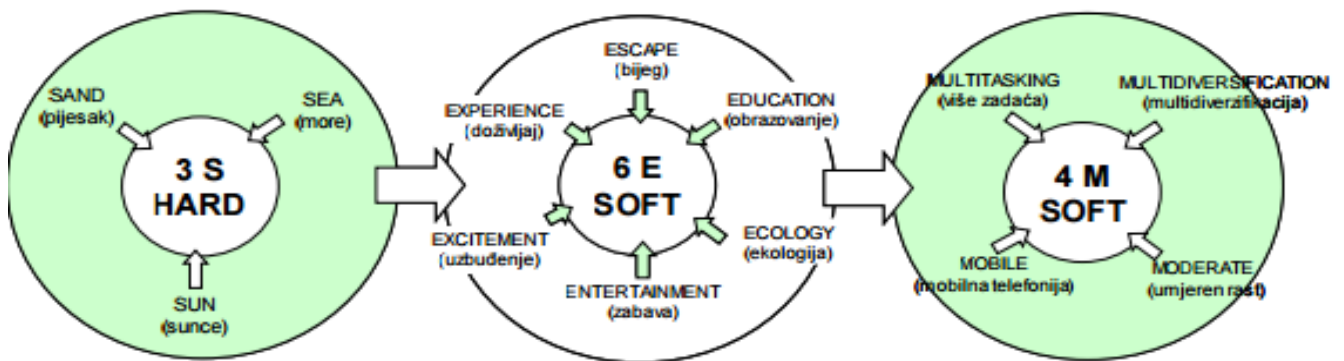 SAND
(pijesak)
SEA
(more)
3 S
HARD
SUN
(sunce)
ESCAPE
(bijeg)
EXPERIENCE
(doživljaj)
EDUCATION
(obrazovanje)
6 E
SOFT
EXCITEMENT
(uzbuđenje)
ECOLOGY
(ekologija)
ENTERTAINMENT
(zabava)
MULTITASKING
(više zadaća)
MULTIDIVERSIFICATION
(multidiverzifikacija)
4 M
SOFT
MOBILE
(mobilna telefonija)
MODERATE
(umjeren rast)